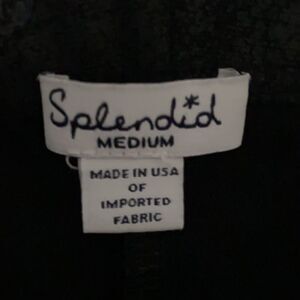 Splendid
MEDIUM
MADE IN USA
OF
IMPORTED
FABRIC